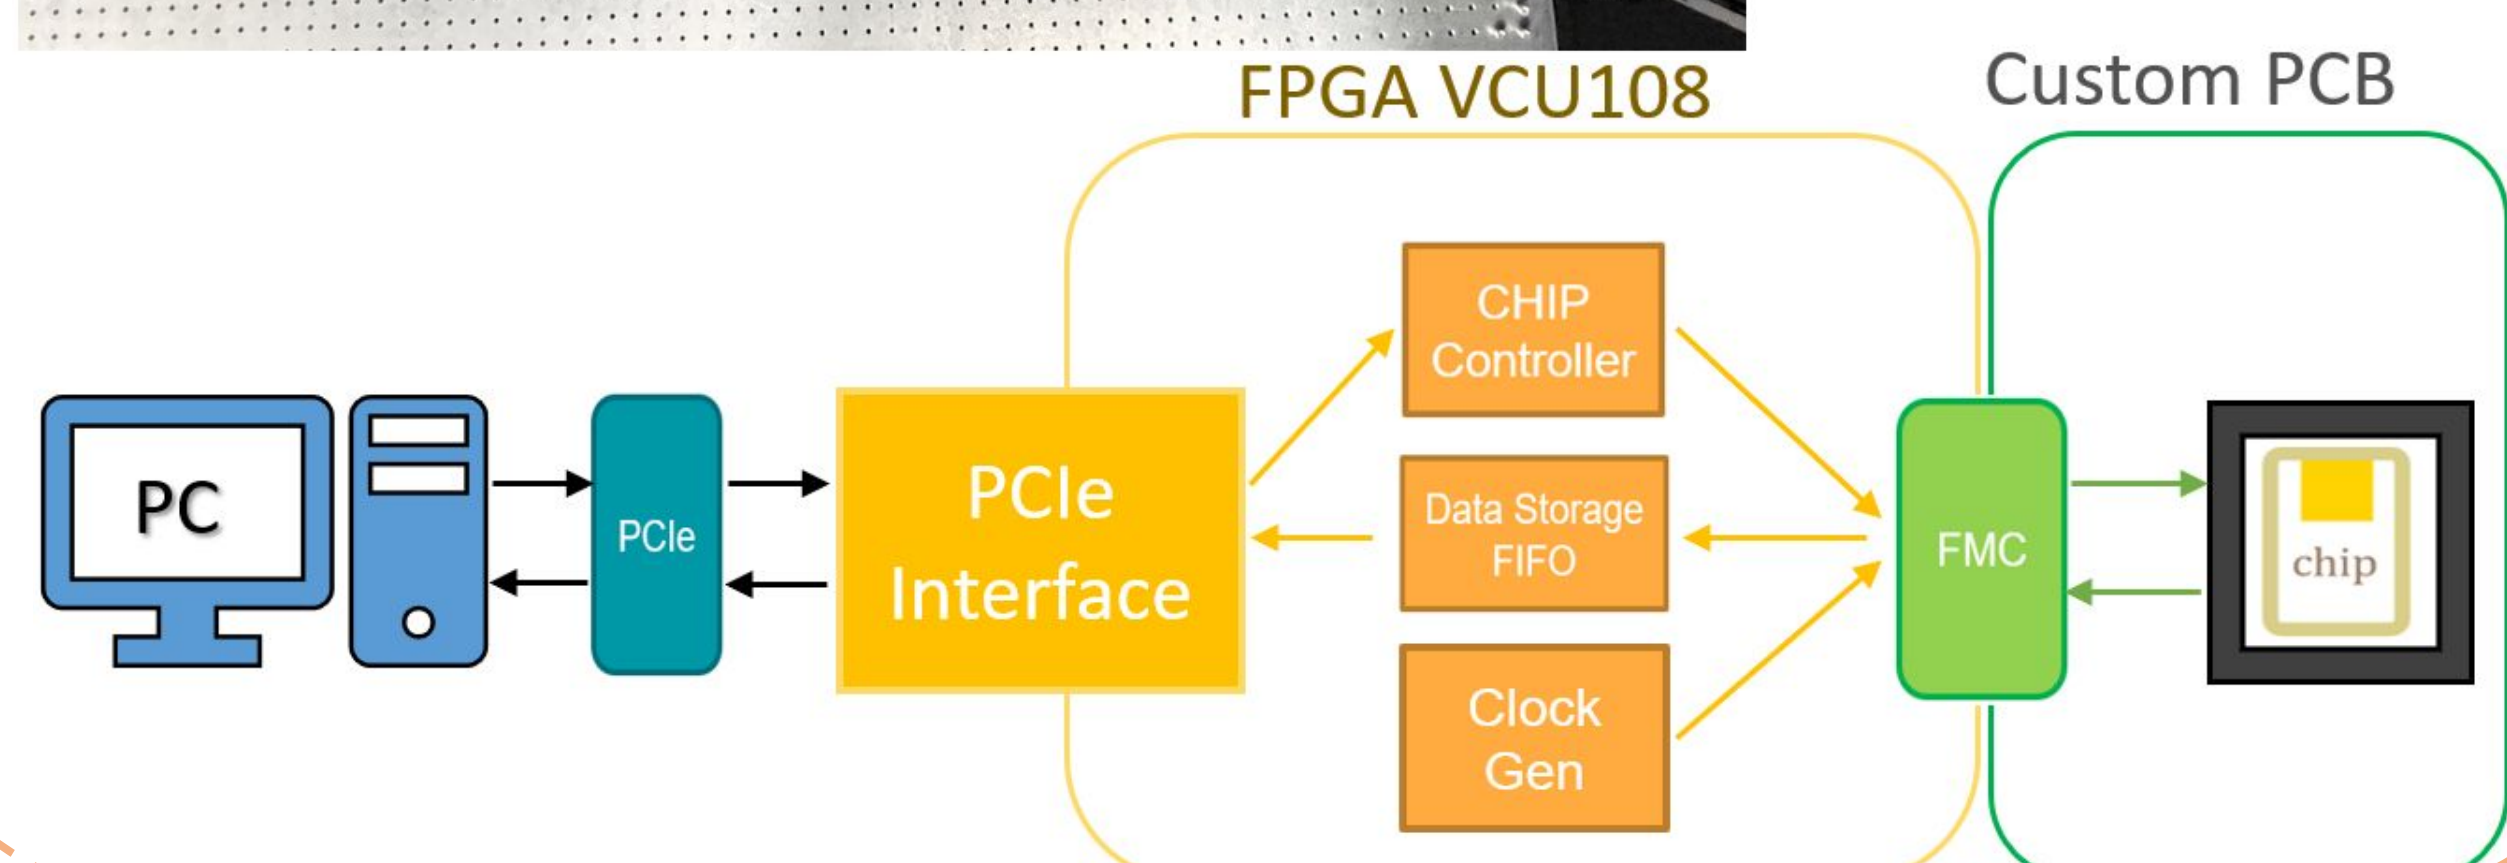 FPGA VCU108
Custom PCB
PC
PCIe
PCIe
Interface
CHIP
Controller
Data Storage
FIFO
Clock
Gen
FMC
chip